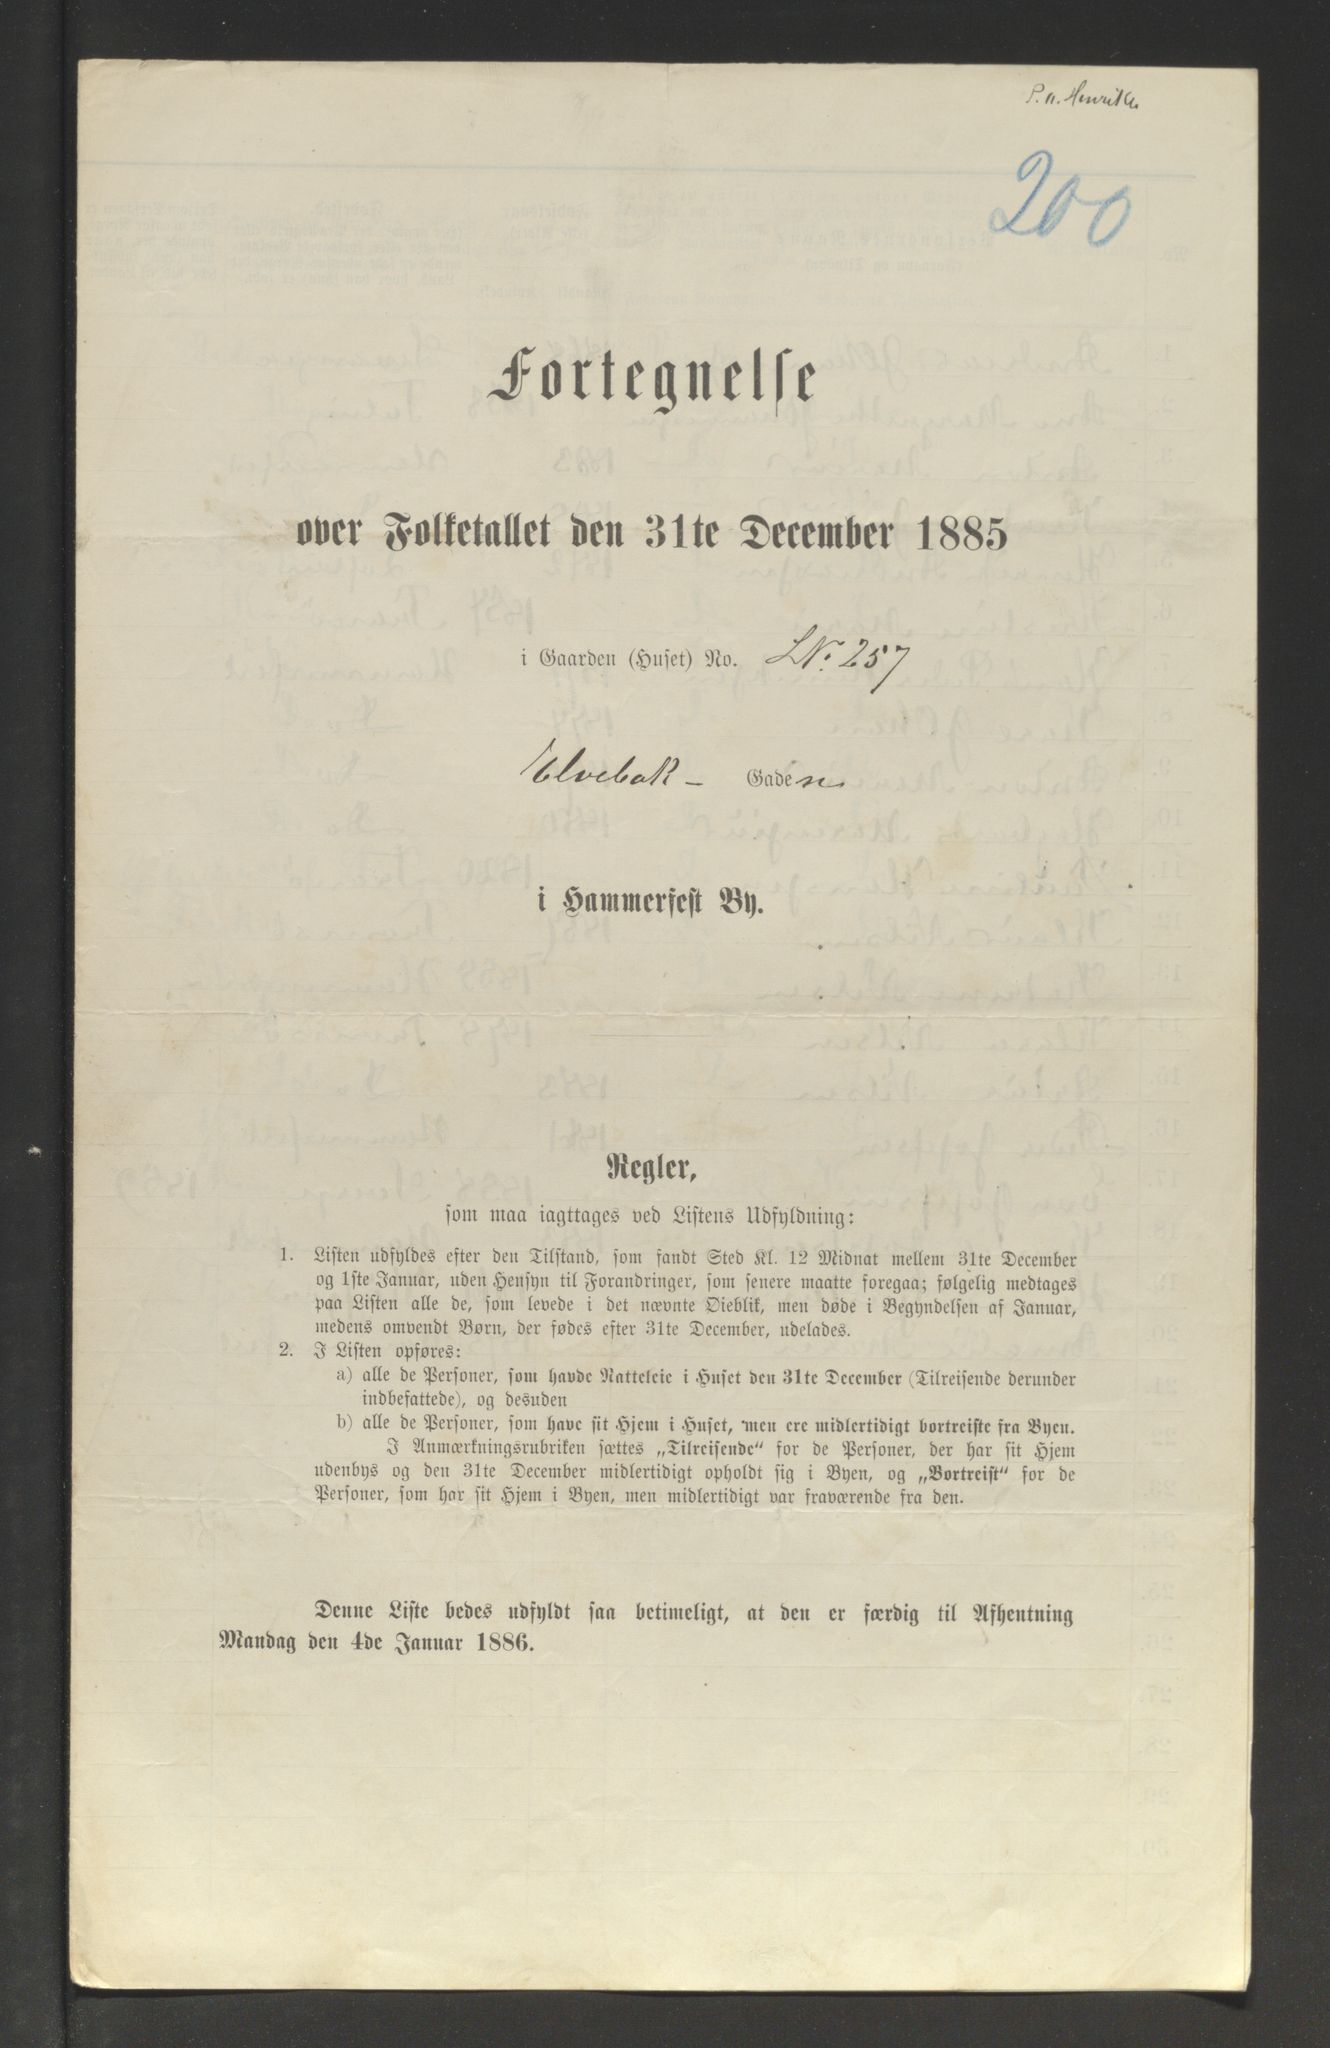 P. A. Henrik
200
Fortegnelse
over Folketallet den 31te December 1885
i Gaarden (Huset) No. LNr. 257
Elvebak - Gaden
i Hammerfest By.
Regler,
som maa iagttages ved Listens Udfyldning:
1. Listen udfyldes efter den Tilstand, som fandt Sted Kl. 12 Midnat mellem 31te December
og 1ste Januar, uden Hensyn til Forandringer, som senere maatte foregaa; følgelig medtages
paa Listen alle de, som levede i det nævnte Øieblik, men døde i Begyndelsen af Januar,
medens omvendt Børn, der fødes efter 31te December, udelades.
2. I Listen opføres:
a) alle de Personer, som havde Natteleie i Huset den 31te December (Tilreisende derunder
indbefattede), og desuden
b) alle de Personer, som have sit Hjem i Huset, men ere midlertidigt bortreiste fra Byen.
I Anmærkningsrubriken sættes „Tilreisende“ for de Personer, der har sit Hjem
udenbys og den 31te December midlertidigt opholdt sig i Byen, og „Bortreist“ for de
Personer, som har sit Hjem i Byen, men midlertidigt var fraværende fra den.
Denne Liste bedes udfyldt saa betimeligt, at den er færdig til Afhentning
Mandag den 4de Januar 1886.